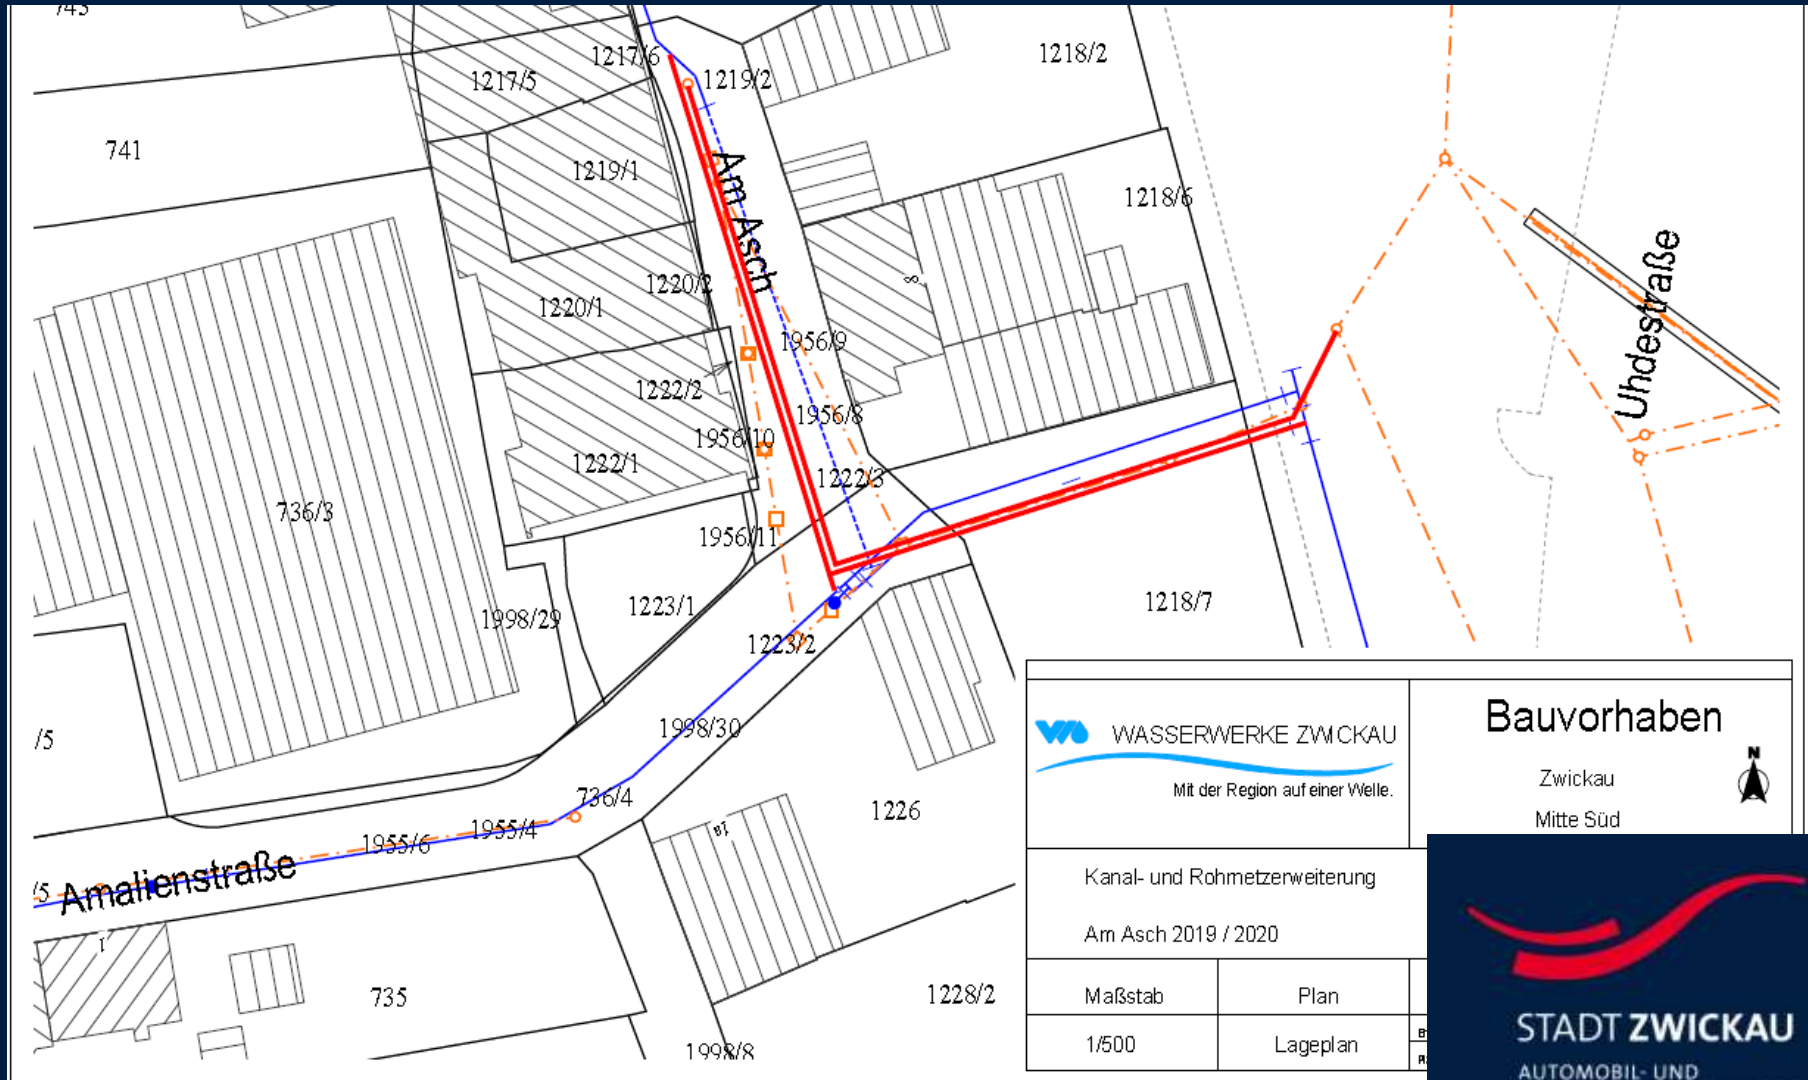 743
1217/6
1217/5
1219/2
1218/2
741
1219/1
1218/6
Am Asch
1220/2
1220/1
8
1956/9
Uhdestraße
1222/2
1956/8
1956/10
1222/1
1222/3
736/3
1956/11
1998/29
1223/1
1218/7
1223/2
1998/30
/5
736/4
1226
1955/4
1955/6
/5
Amalienstraße
735
1228/2
1998/8
WASSERWERKE ZWICKAU
Mit der Region auf einer Welle.
Bauvorhaben
N
Zwickau
Mitte Süd
Kanal- und Rohrnetzerweiterung
Am Asch 2019 / 2020
Maßstab
Plan
1/500
Lageplan
STADT ZWICKAU
AUTOMOBIL- UND